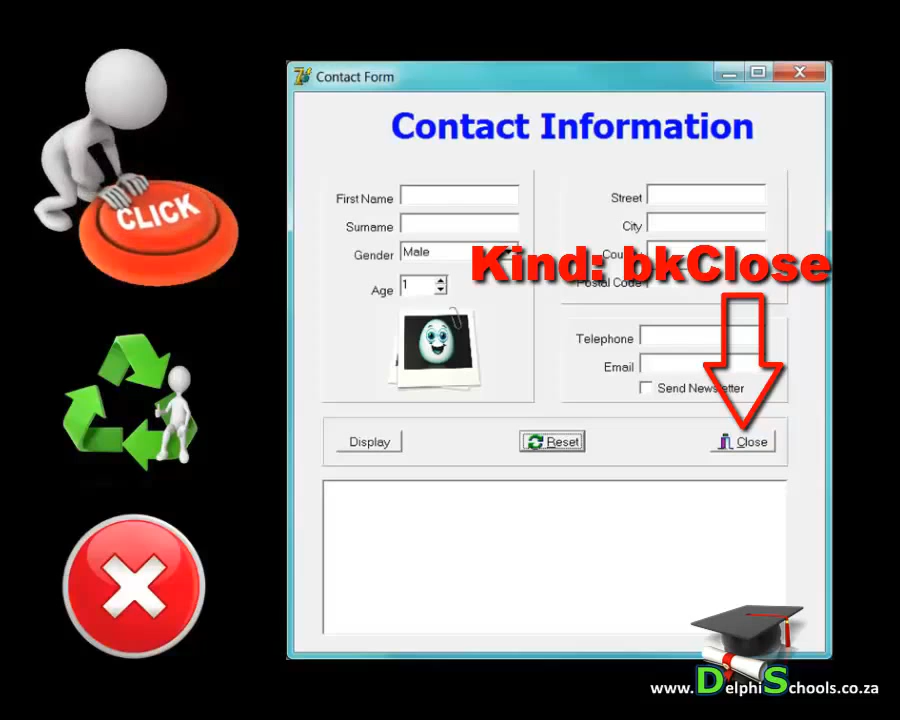 CLICK
Contact Form
Contact Information
First Name
Surname
Gender
Male
Age
1
Street
City
Kind: bkClose
Postal Code
Telephone
Email
Send Newsletter
Display
Reset
Close
www.DelphiSchools.co.za